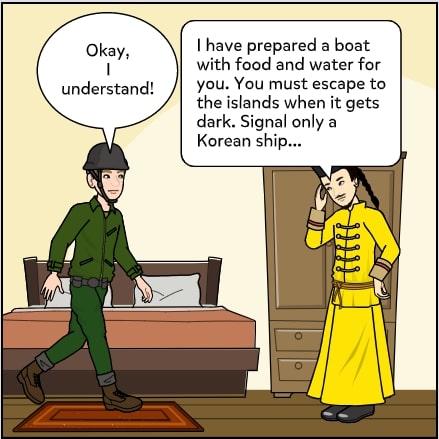 Okay,
I
understand!
I have prepared a boat
with food and water for
you. You must escape to
the islands when it gets
dark. Signal only a
Korean ship...